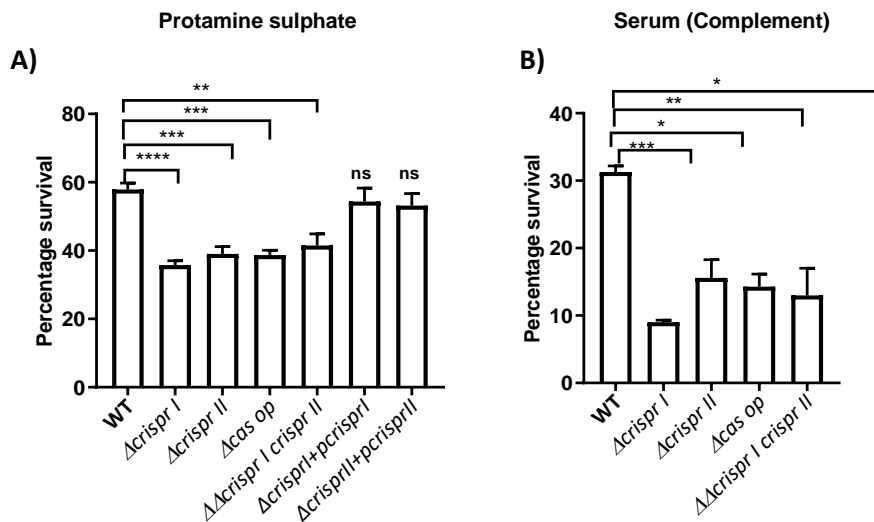 Protamine sulphate
A)
**
***
***
****
ns
ns
Percentage survival
80
60
40
20
0
WT
Δcrispr I
Δcrispr II
Δcas op
ΔΔcrispr I crispr II
ΔcrisprI+pcrisprI
ΔcrisprII+pcrisprII
Serum (Complement)
B)
*
**
*
***
Percentage survival
40
30
20
10
0
WT
Δcrispr I
Δcrispr II
Δcas op
ΔΔcrispr I crispr II